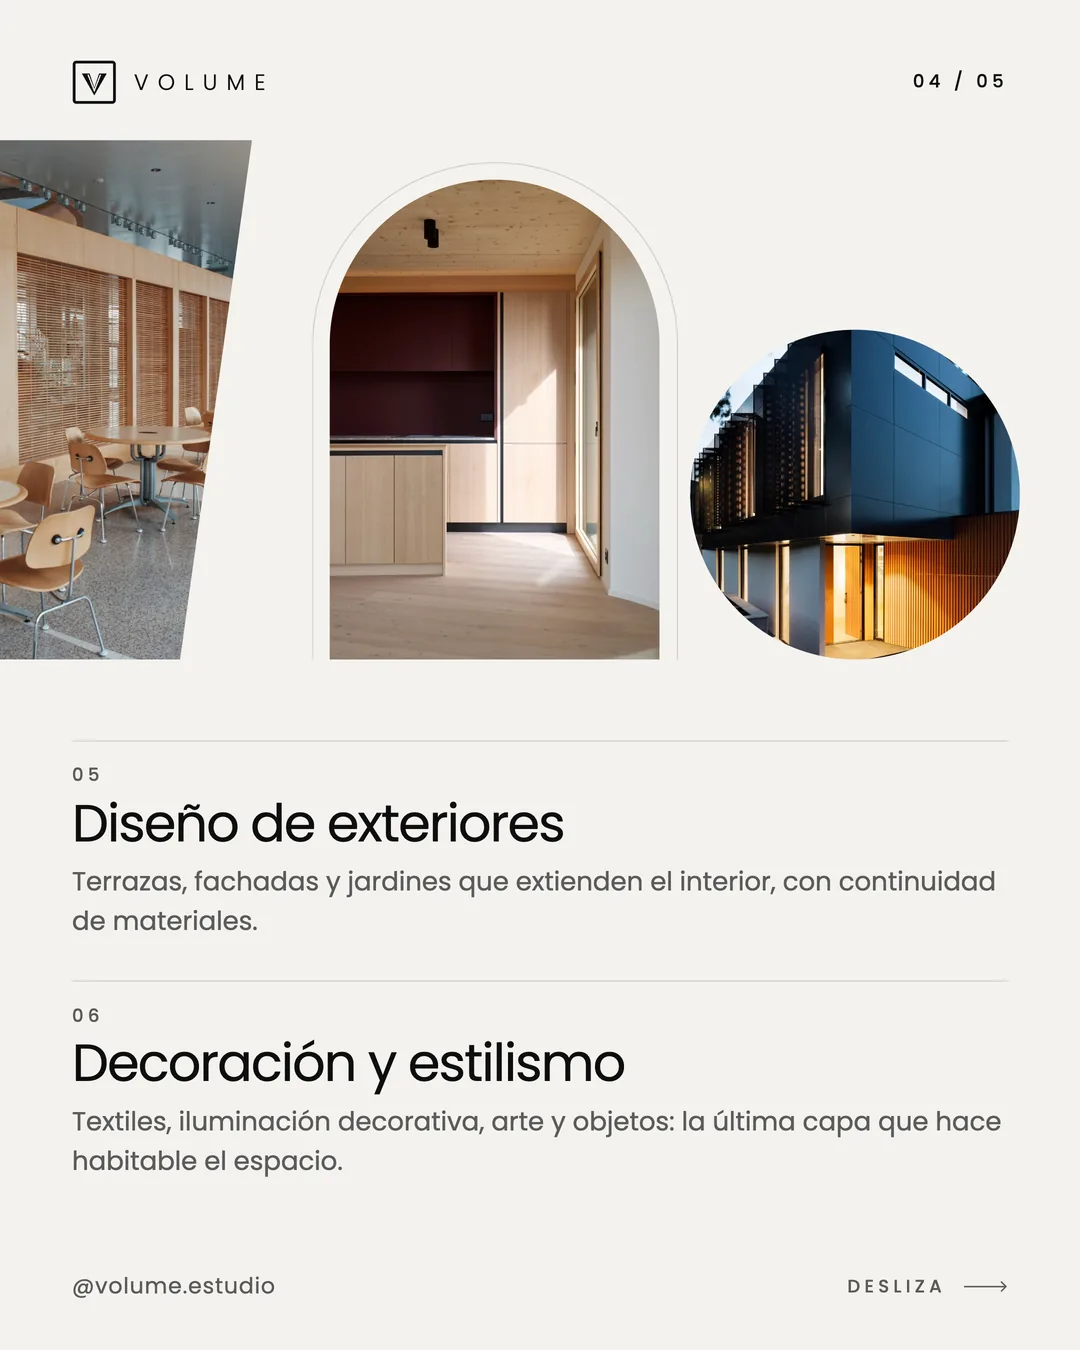 V VOLUME
04 / 05
05
Diseño de exteriores
Terrazas, fachadas y jardines que extienden el interior, con continuidad
de materiales.
06
Decoración y estilismo
Textiles, iluminación decorativa, arte y objetos: la última capa que hace
habitable el espacio.
@volume.estudio
DESLIZA